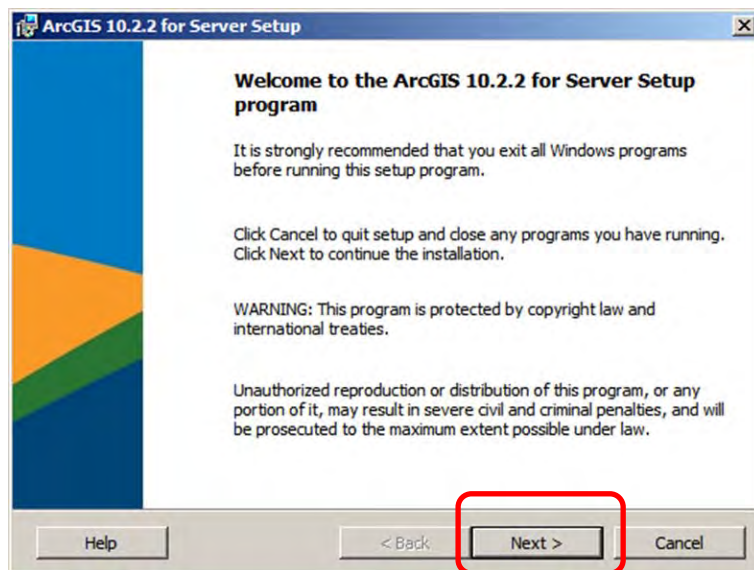 ArcGIS 10.2.2 for Server Setup
Welcome to the ArcGIS 10.2.2 for Server Setup
program
It is strongly recommended that you exit all Windows programs
before running this setup program.
Click Cancel to quit setup and close any programs you have running.
Click Next to continue the installation.
WARNING: This program is protected by copyright law and
international treaties.
Unauthorized reproduction or distribution of this program, or any
portion of it, may result in severe civil and criminal penalties, and will
be prosecuted to the maximum extent possible under law.
Help < Back Next > Cancel